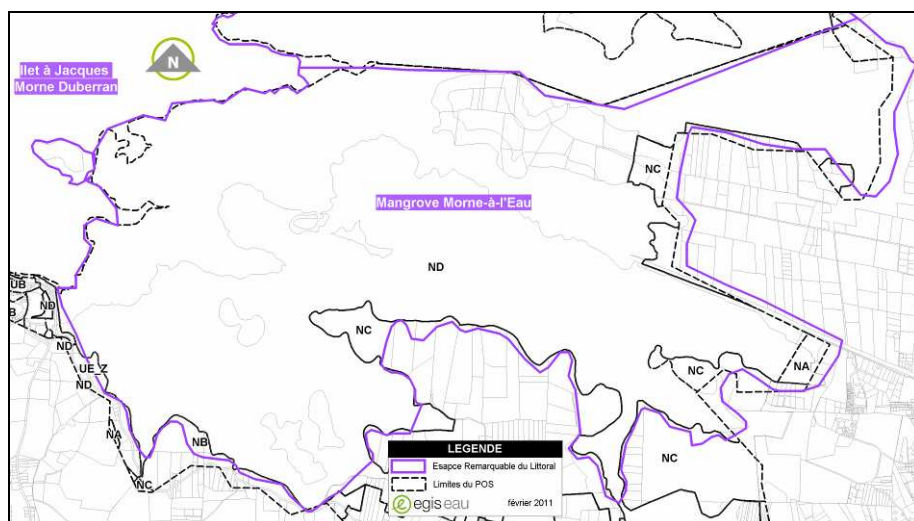 Ilet à Jacques
Morne Duberran
N
NC
Mangrove Morne-à-l'Eau
ND
UB
ND
B
NC
ND
NC
NA
UE_Z
ND
NA
NB
NC
NC
LEGENDE
Esapce Remarquable du Littoral
Limites du POS
egis eau
février 2011